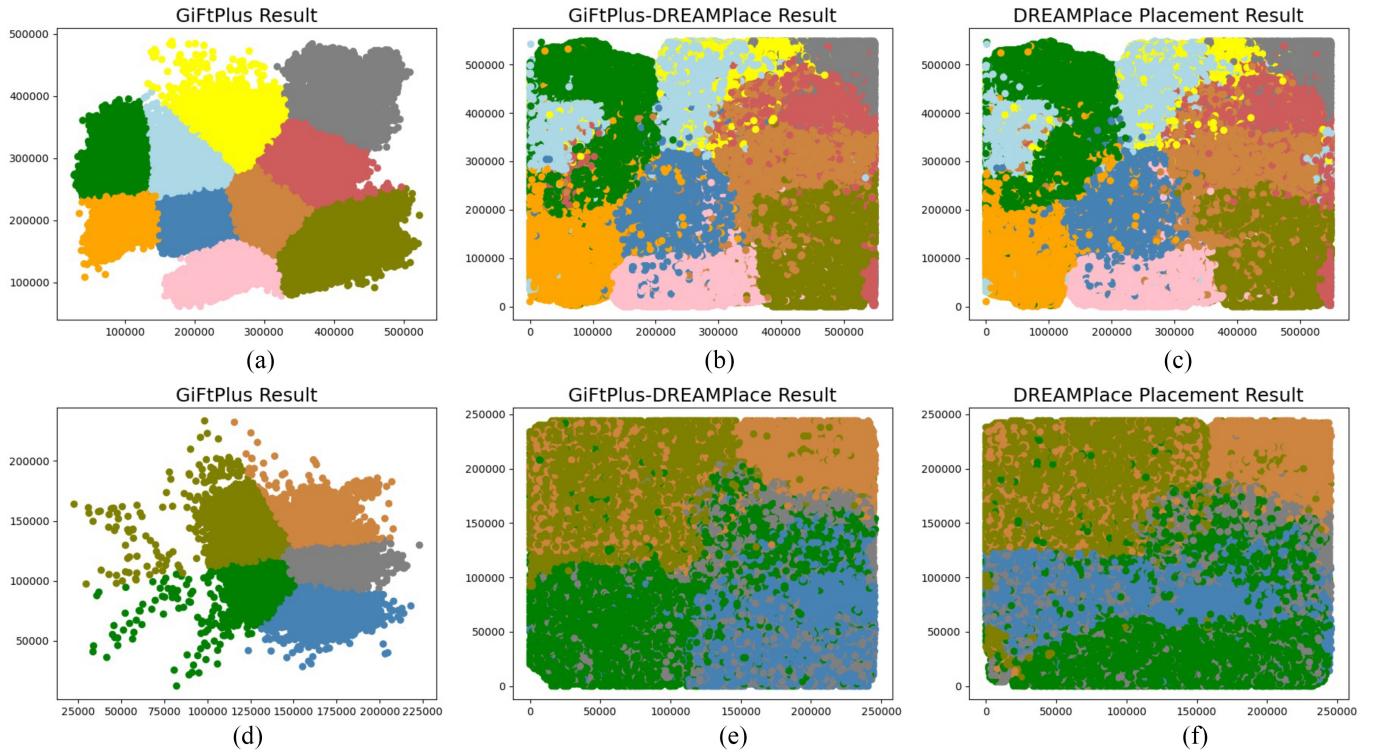 GiFtPlus Result
GiFtPlus-DREAMPlace Result
DREAMPlace Placement Result
500000
400000
300000
200000
100000
100000 200000 300000 400000 500000
500000
400000
300000
200000
100000
0
0 100000 200000 300000 400000 500000
500000
400000
300000
200000
100000
0
0 100000 200000 300000 400000 500000
(a)
(b)
(c)
GiFtPlus Result
GiFtPlus-DREAMPlace Result
DREAMPlace Placement Result
200000
150000
100000
50000
25000 50000 75000 100000 125000 150000 175000 200000 225000
250000
200000
150000
100000
50000
0
0 50000 100000 150000 200000 250000
250000
200000
150000
100000
50000
0
0 50000 100000 150000 200000 250000
(d)
(e)
(f)